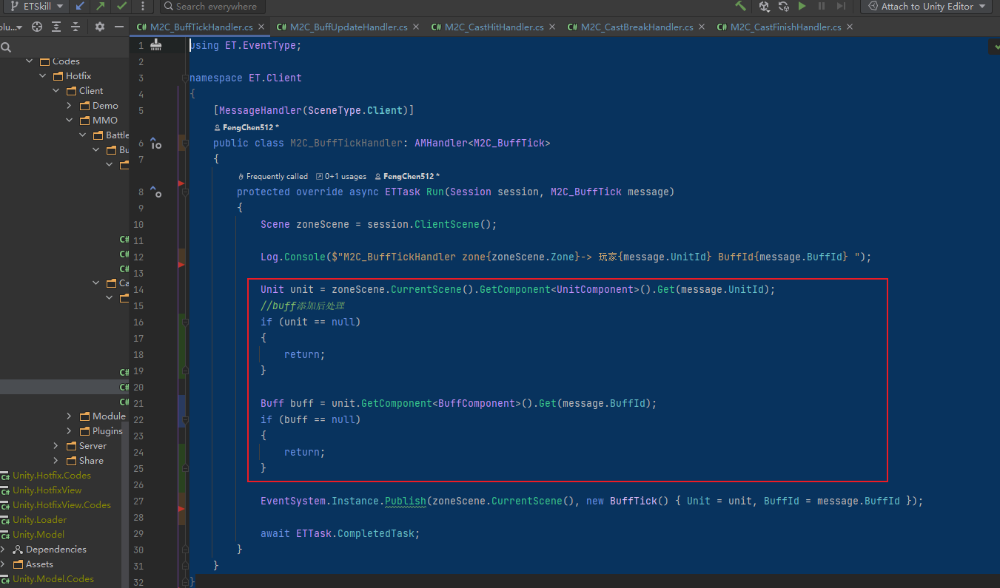 ETSkill
Search everywhere
Attach to Unity Editor
olu...
M2C_BuffTickHandler.cs
M2C_BuffUpdateHandler.cs
M2C_CastHitHandler.cs
M2C_CastBreakHandler.cs
M2C_CastFinishHandler.cs
Codes
Hotfix
Client
Demo
MMO
Battle
Bu
C#
C#
C#
Ca
C#
C#
C#
Module
Plugins
Server
Share
Unity.Hotfix.Codes
Unity.HotfixView
Unity.HotfixView.Codes
Unity.Loader
Unity.Model
Dependencies
Assets
Unity.Model.Codes
1 using ET.EventType;
2
3 namespace ET.Client
4 {
5 [MessageHandler(SceneType.Client)]
FengChen512 *
6 public class M2C_BuffTickHandler: AMHandler<M2C_BuffTick>
7 {
Frequently called 0+1 usages FengChen512 *
8 protected override async ETTask Run(Session session, M2C_BuffTick message)
9 {
10 Scene zoneScene = session.ClientScene();
11
12 Log.Console($"M2C_BuffTickHandler zone{zoneScene.Zone}-> 玩家{message.UnitId} BuffId{message.BuffId} ");
13
14 Unit unit = zoneScene.CurrentScene().GetComponent<UnitComponent>().Get(message.UnitId);
15 //buff添加后处理
16 if (unit == null)
17 {
18 return;
19 }
20
21 Buff buff = unit.GetComponent<BuffComponent>().Get(message.BuffId);
22 if (buff == null)
23 {
24 return;
25 }
26
27 EventSystem.Instance.Publish(zoneScene.CurrentScene(), new BuffTick() { Unit = unit, BuffId = message.BuffId });
28
29 await ETTask.CompletedTask;
30 }
31 }
32 }